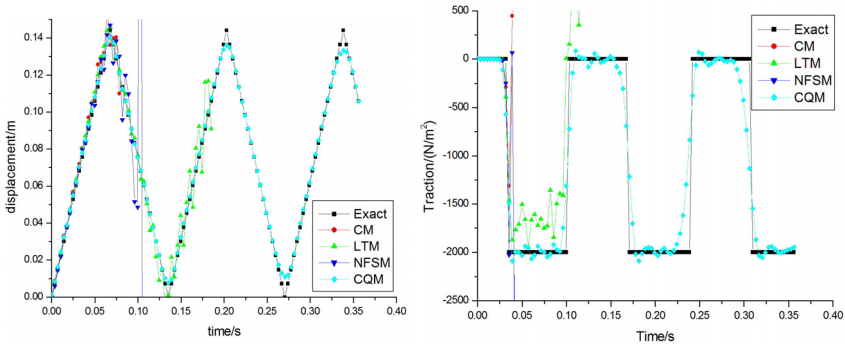 displacement/m
0.14
0.12
0.10
0.08
0.06
0.04
0.02
0.00
0.00 0.05 0.10 0.15 0.20 0.25 0.30 0.35 0.40
time/s
Exact
CM
LTM
NFSM
CQM
Traction/(N/m²)
500
0
-500
-1000
-1500
-2000
-2500
0.00 0.05 0.10 0.15 0.20 0.25 0.30 0.35 0.40
Time/s
Exact
CM
LTM
NFSM
CQM